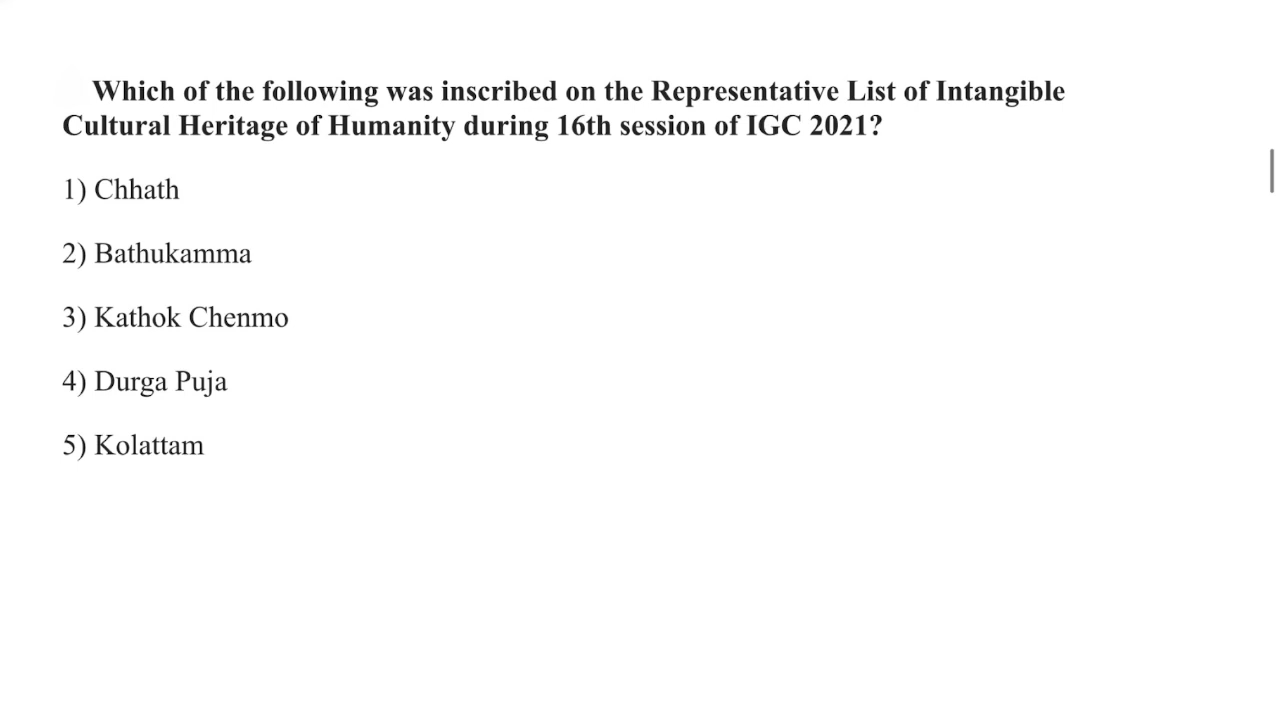 Which of the following was inscribed on the Representative List of Intangible
Cultural Heritage of Humanity during 16th session of IGC 2021?
1) Chhath
2) Bathukamma
3) Kathok Chenmo
4) Durga Puja
5) Kolattam